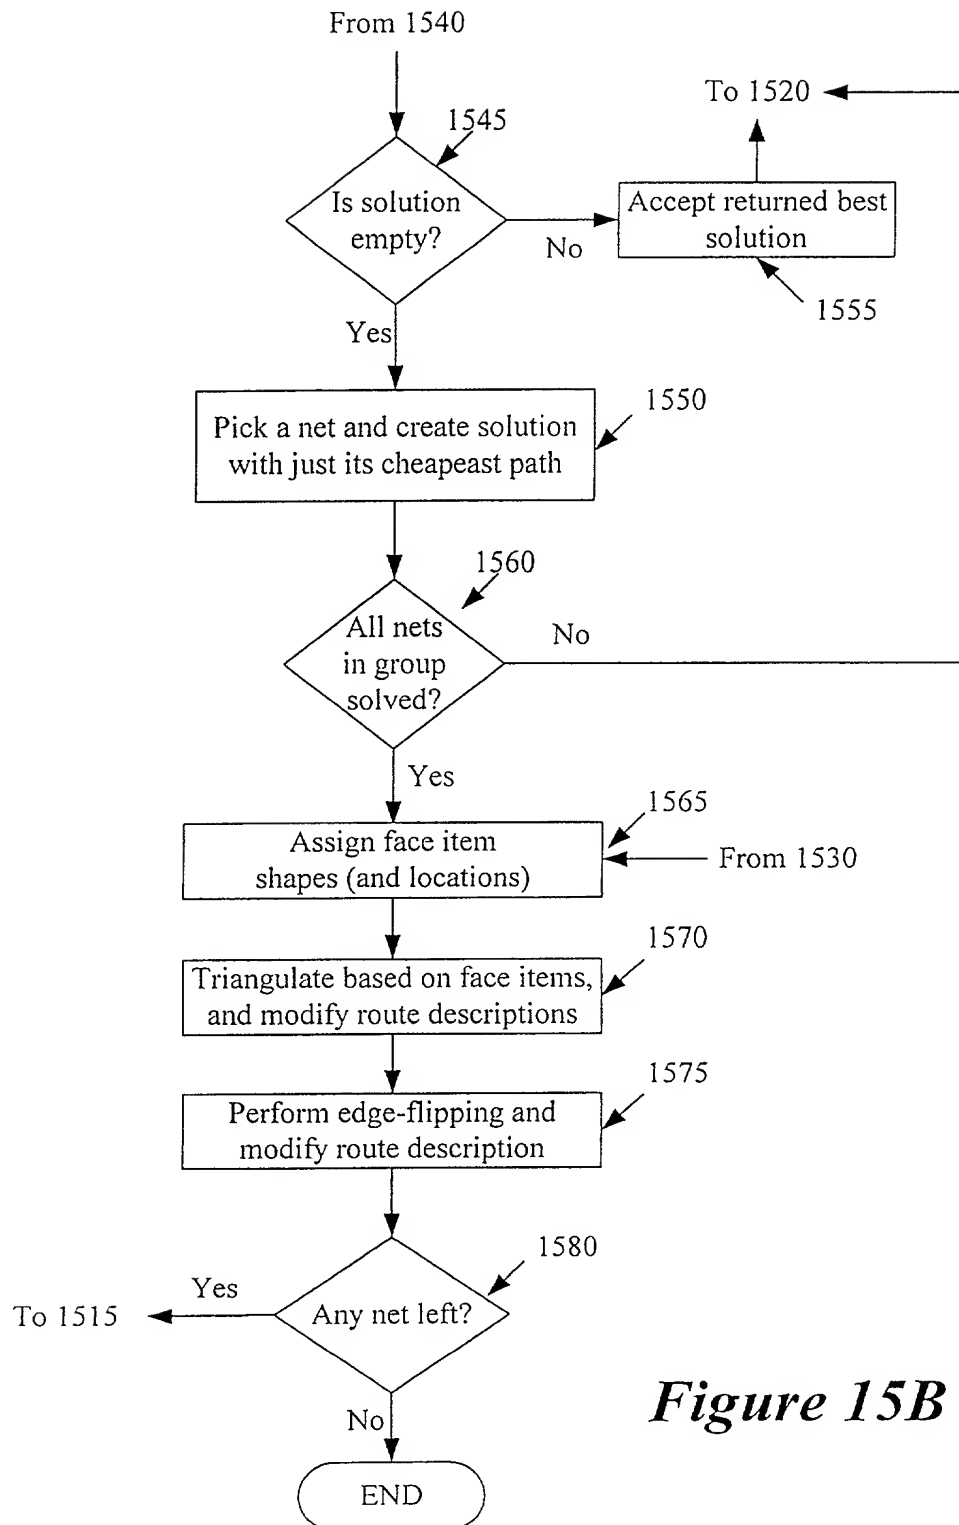 From 1540
To 1520
1545
Is solution
empty?
No
Accept returned best
solution
1555
Yes
1550
Pick a net and create solution
with just its cheapeast path
1560
All nets
in group
solved?
No
Yes
1565
Assign face item
shapes (and locations)
From 1530
1570
Triangulate based on face items,
and modify route descriptions
1575
Perform edge-flipping and
modify route description
1580
Yes
To 1515
Any net left?
No
Figure 15B
END